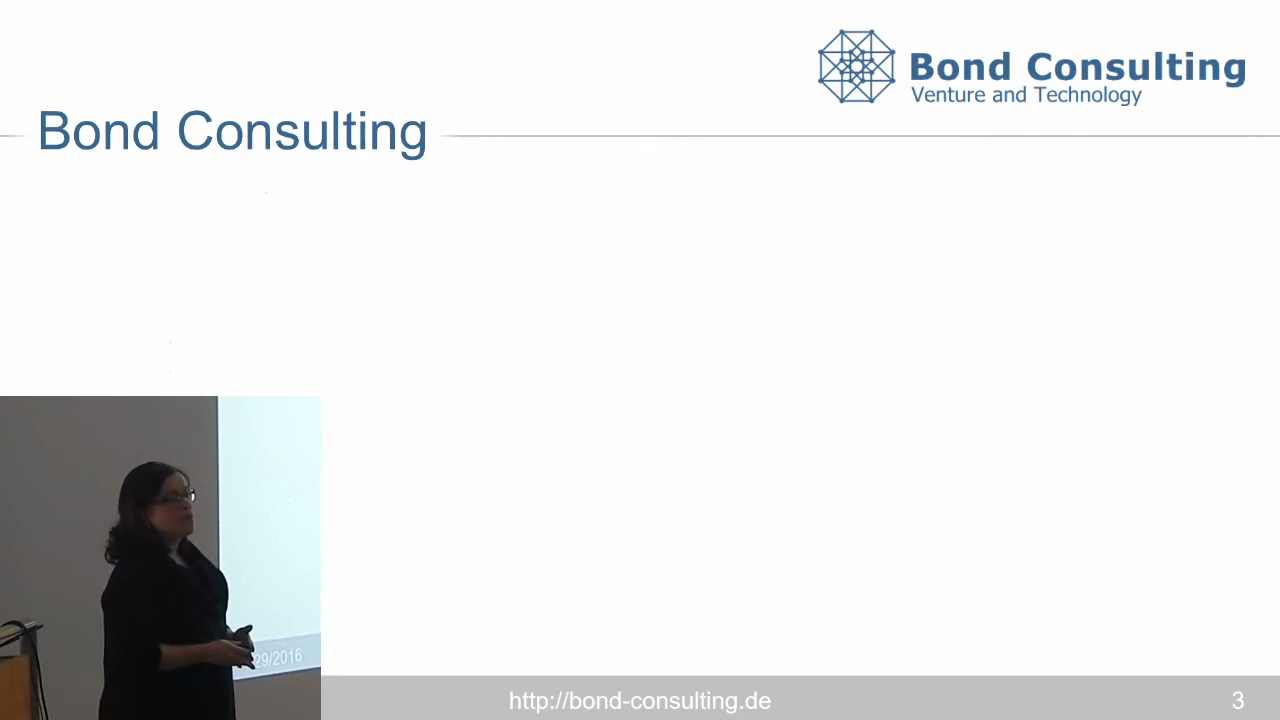 Bond Consulting
Venture and Technology
Bond Consulting
29/2016
http://bond-consulting.de
3